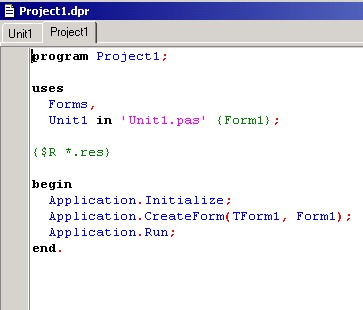 Project1.dpr
Unit1 Project1
program Project1;
uses
Forms,
Unit1 in 'Unit1.pas' {Form1};
{$R *.res}
begin
Application.Initialize;
Application.CreateForm(TForm1, Form1);
Application.Run;
end.